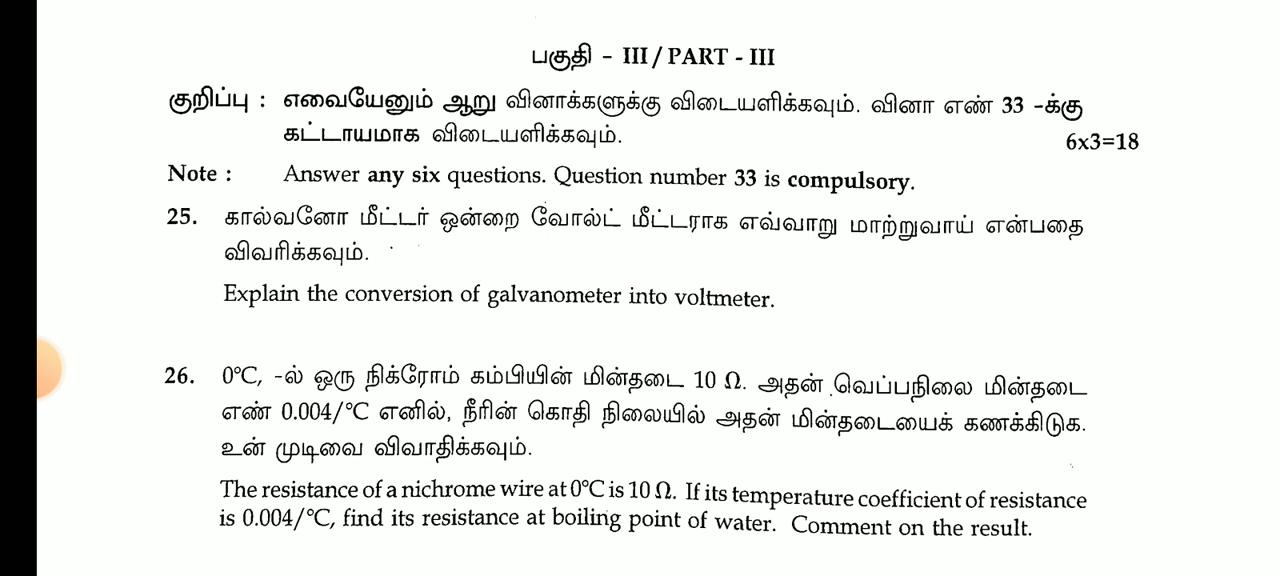 பகுதி - III / PART - III
குறிப்பு : எவையேனும் ஆறு வினாக்களுக்கு விடையளிக்கவும். வினா எண் 33 -க்கு
கட்டாயமாக விடையளிக்கவும். 6x3=18
Note : Answer any six questions. Question number 33 is compulsory.
25. கால்வனோ மீட்டர் ஒன்றை வோல்ட் மீட்டராக எவ்வாறு மாற்றுவாய் என்பதை
விவரிக்கவும்.
Explain the conversion of galvanometer into voltmeter.
26. 0°C, -ல் ஒரு நிக்ரோம் கம்பியின் மின்தடை 10 Ω. அதன் வெப்பநிலை மின்தடை
எண் 0.004/°C எனில், நீரின் கொதி நிலையில் அதன் மின்தடையைக் கணக்கிடுக.
உன் முடிவை விவாதிக்கவும்.
The resistance of a nichrome wire at 0°C is 10 Ω. If its temperature coefficient of resistance
is 0.004/°C, find its resistance at boiling point of water. Comment on the result.